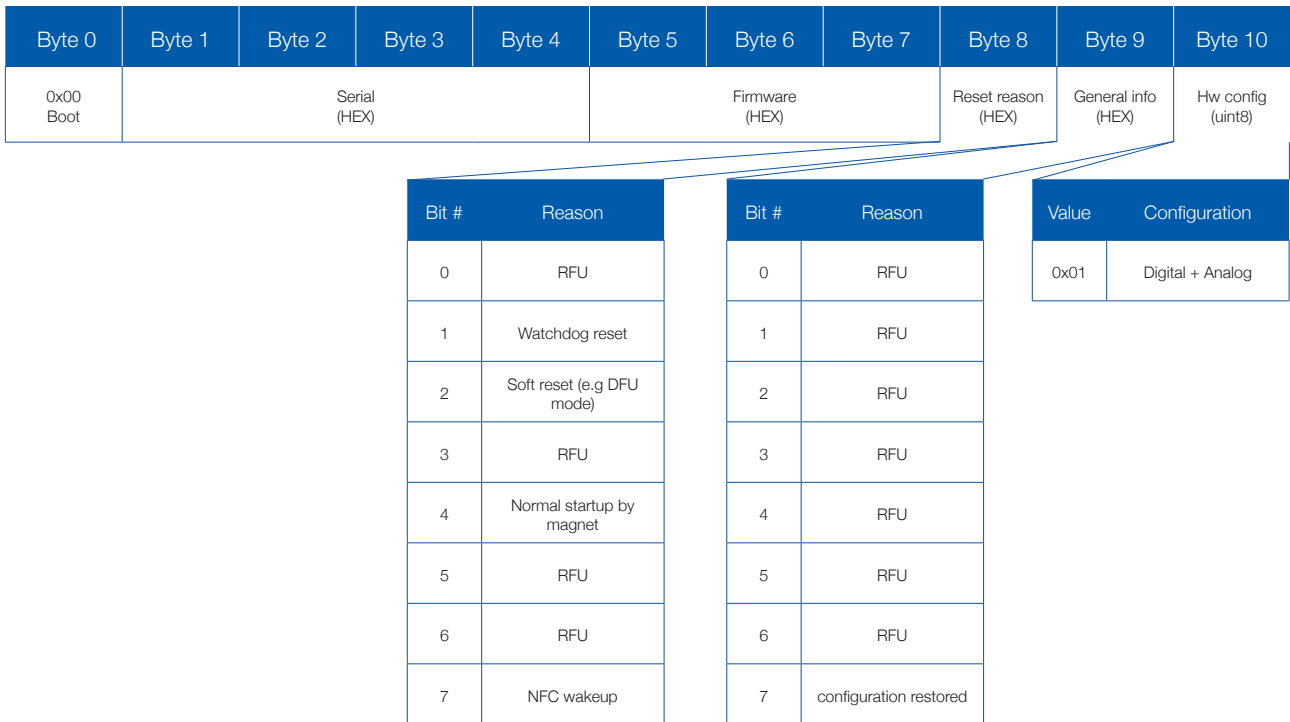 Byte 0 Byte 1 Byte 2 Byte 3 Byte 4 Byte 5 Byte 6 Byte 7 Byte 8 Byte 9 Byte 10
0x00 Serial Firmware Reset reason General info Hw config
Boot (HEX) (HEX) (HEX) (HEX) (uint8)
Bit # Reason
0 RFU
1 Watchdog reset
2 Soft reset (e.g DFU
mode)
3 RFU
4 Normal startup by
magnet
5 RFU
6 RFU
7 NFC wakeup
Bit # Reason
0 RFU
1 RFU
2 RFU
3 RFU
4 RFU
5 RFU
6 RFU
7 configuration restored
Value Configuration
0x01 Digital + Analog